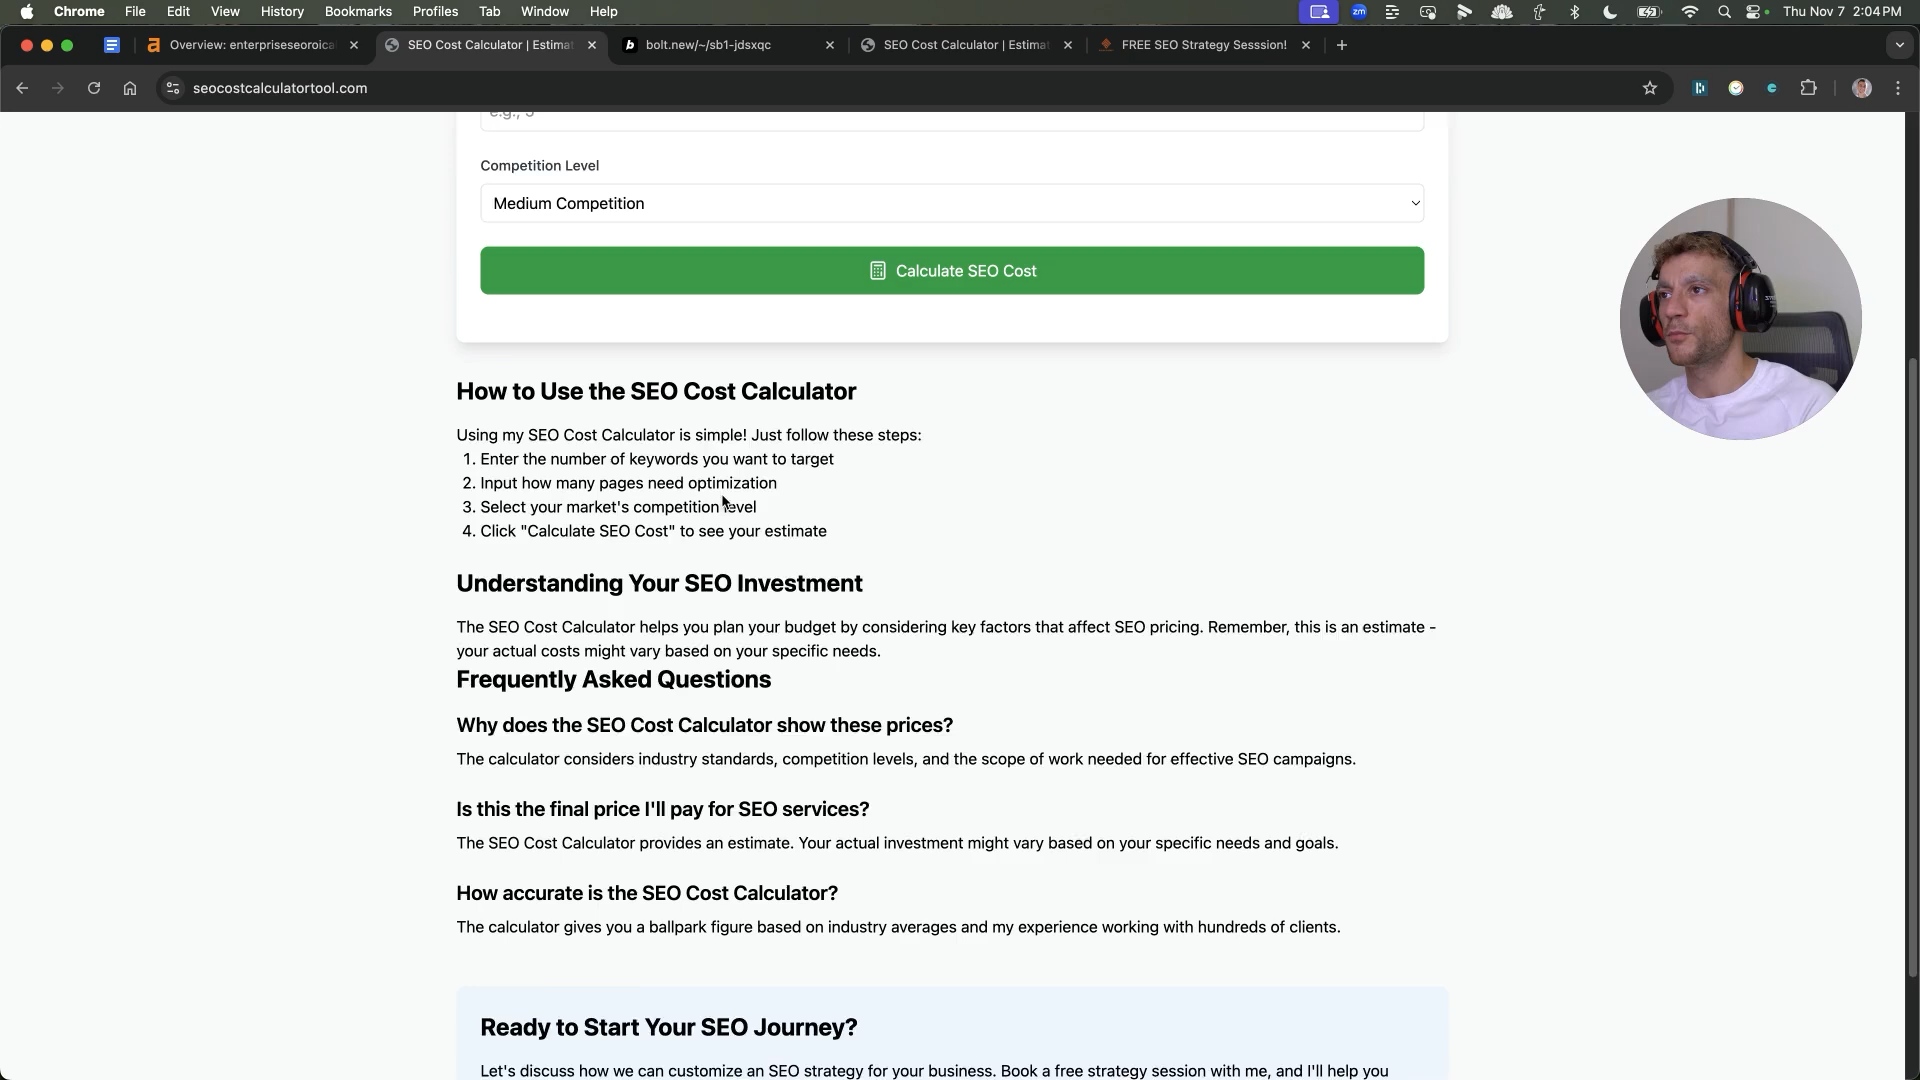 Chrome File Edit View History Bookmarks Profiles Tab Window Help
zm
Thu Nov 7 2:04 PM
Overview: enterpriseseoroica
SEO Cost Calculator | Estimat
bolt.new/~/sb1-jdsxqc
SEO Cost Calculator | Estimat
FREE SEO Strategy Sesssion!
seocostcalculatortool.com
e.g., 5
Competition Level
Medium Competition
Calculate SEO Cost
How to Use the SEO Cost Calculator
Using my SEO Cost Calculator is simple! Just follow these steps:
1. Enter the number of keywords you want to target
2. Input how many pages need optimization
3. Select your market's competition level
4. Click "Calculate SEO Cost" to see your estimate
Understanding Your SEO Investment
The SEO Cost Calculator helps you plan your budget by considering key factors that affect SEO pricing. Remember, this is an estimate -
your actual costs might vary based on your specific needs.
Frequently Asked Questions
Why does the SEO Cost Calculator show these prices?
The calculator considers industry standards, competition levels, and the scope of work needed for effective SEO campaigns.
Is this the final price I'll pay for SEO services?
The SEO Cost Calculator provides an estimate. Your actual investment might vary based on your specific needs and goals.
How accurate is the SEO Cost Calculator?
The calculator gives you a ballpark figure based on industry averages and my experience working with hundreds of clients.
Ready to Start Your SEO Journey?
Let's discuss how we can customize an SEO strategy for your business. Book a free strategy session with me, and I'll help you